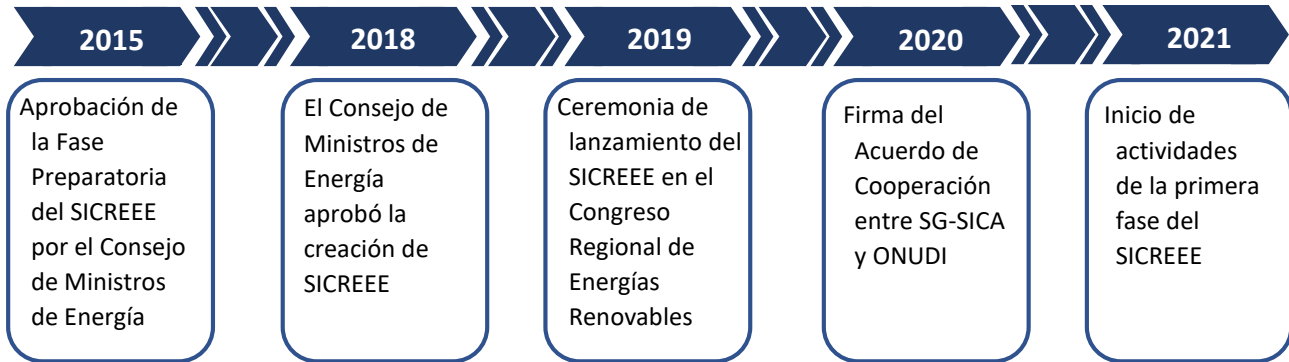 2015
2018
2019
2020
2021
Aprobación de
la Fase
Preparatoria
del SICREEE
por el Consejo
de Ministros
de Energía
El Consejo de
Ministros de
Energía
aprobó la
creación de
SICREEE
Ceremonia de
lanzamiento del
SICREEE en el
Congreso
Regional de
Energías
Renovables
Firma del
Acuerdo de
Cooperación
entre SG-SICA
y ONUDI
Inicio de
actividades
de la primera
fase del
SICREEE